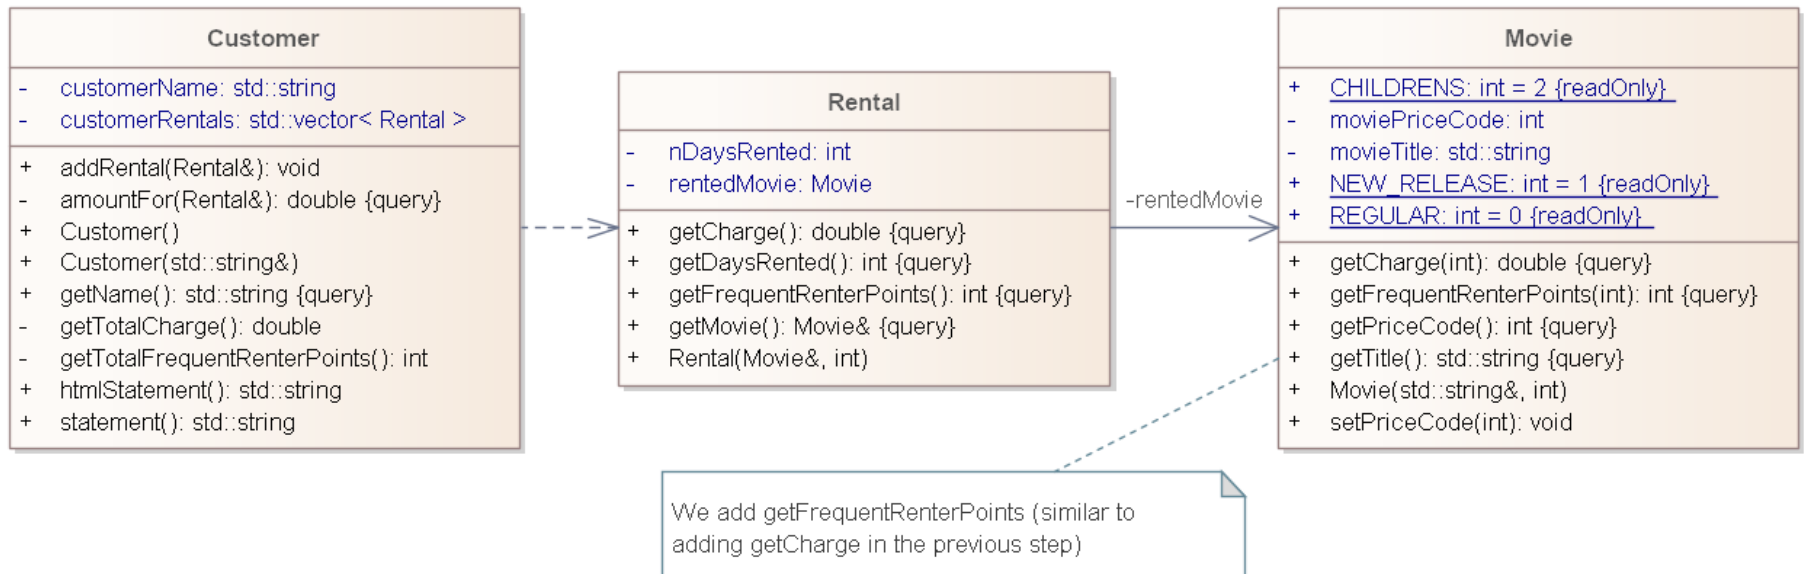 Customer
- customerName: std::string
- customerRentals: std::vector< Rental >
+ addRental(Rental&): void
- amountFor(Rental&): double {query}
+ Customer()
+ Customer(std::string&)
+ getName(): std::string {query}
- getTotalCharge(): double
- getTotalFrequentRenterPoints(): int
+ htmlStatement(): std::string
+ statement(): std::string
Rental
- nDaysRented: int
- rentedMovie: Movie
+ getCharge(): double {query}
+ getDaysRented(): int {query}
+ getFrequentRenterPoints(): int {query}
+ getMovie(): Movie& {query}
+ Rental(Movie&, int)
-rentedMovie
Movie
+ CHILDRENS: int = 2 {readOnly}
- moviePriceCode: int
- movieTitle: std::string
+ NEW_RELEASE: int = 1 {readOnly}
+ REGULAR: int = 0 {readOnly}
+ getCharge(int): double {query}
+ getFrequentRenterPoints(int): int {query}
+ getPriceCode(): int {query}
+ getTitle(): std::string {query}
+ Movie(std::string&, int)
+ setPriceCode(int): void
We add getFrequentRenterPoints (similar to
adding getCharge in the previous step)